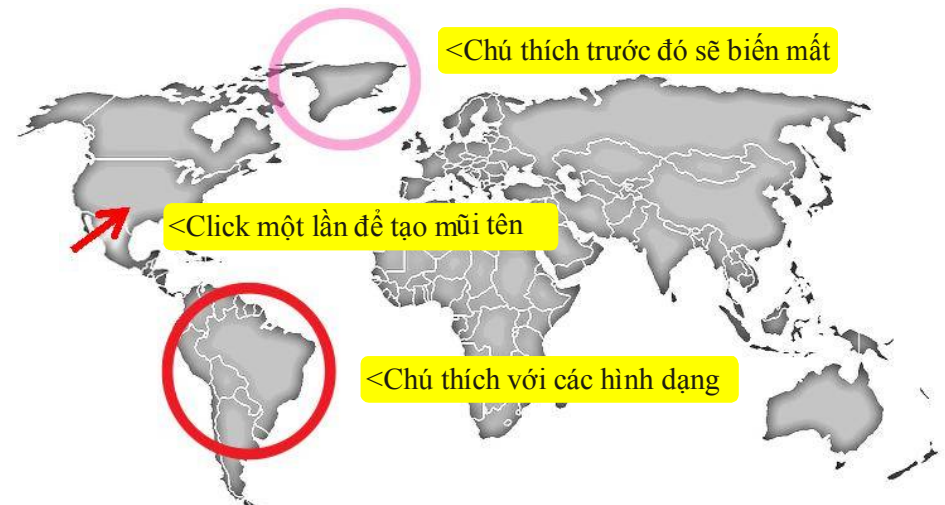 <Chú thích trước đó sẽ biến mất
<Click một lần để tạo mũi tên
<Chú thích với các hình dạng